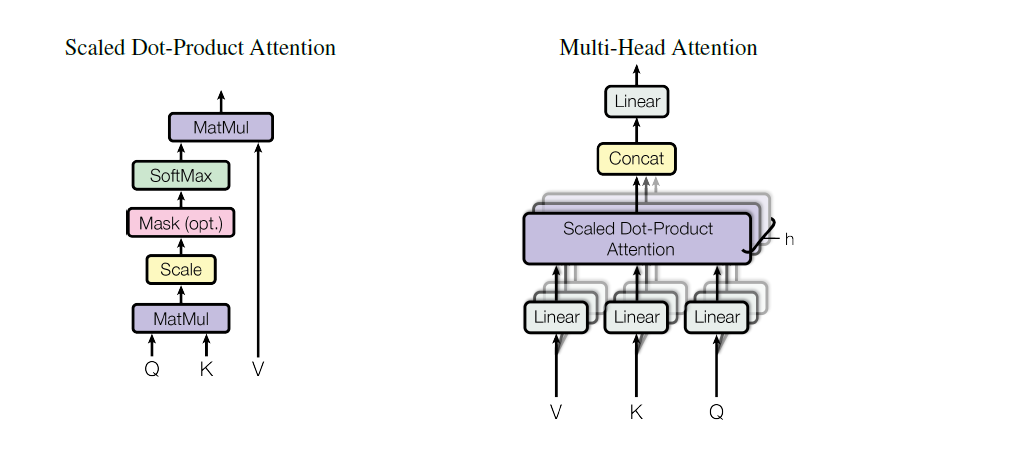 Scaled Dot-Product Attention
MatMul
SoftMax
Mask (opt.)
Scale
MatMul
Q K V
Multi-Head Attention
Linear
Concat
Scaled Dot-Product
Attention
h
Linear Linear Linear
V K Q